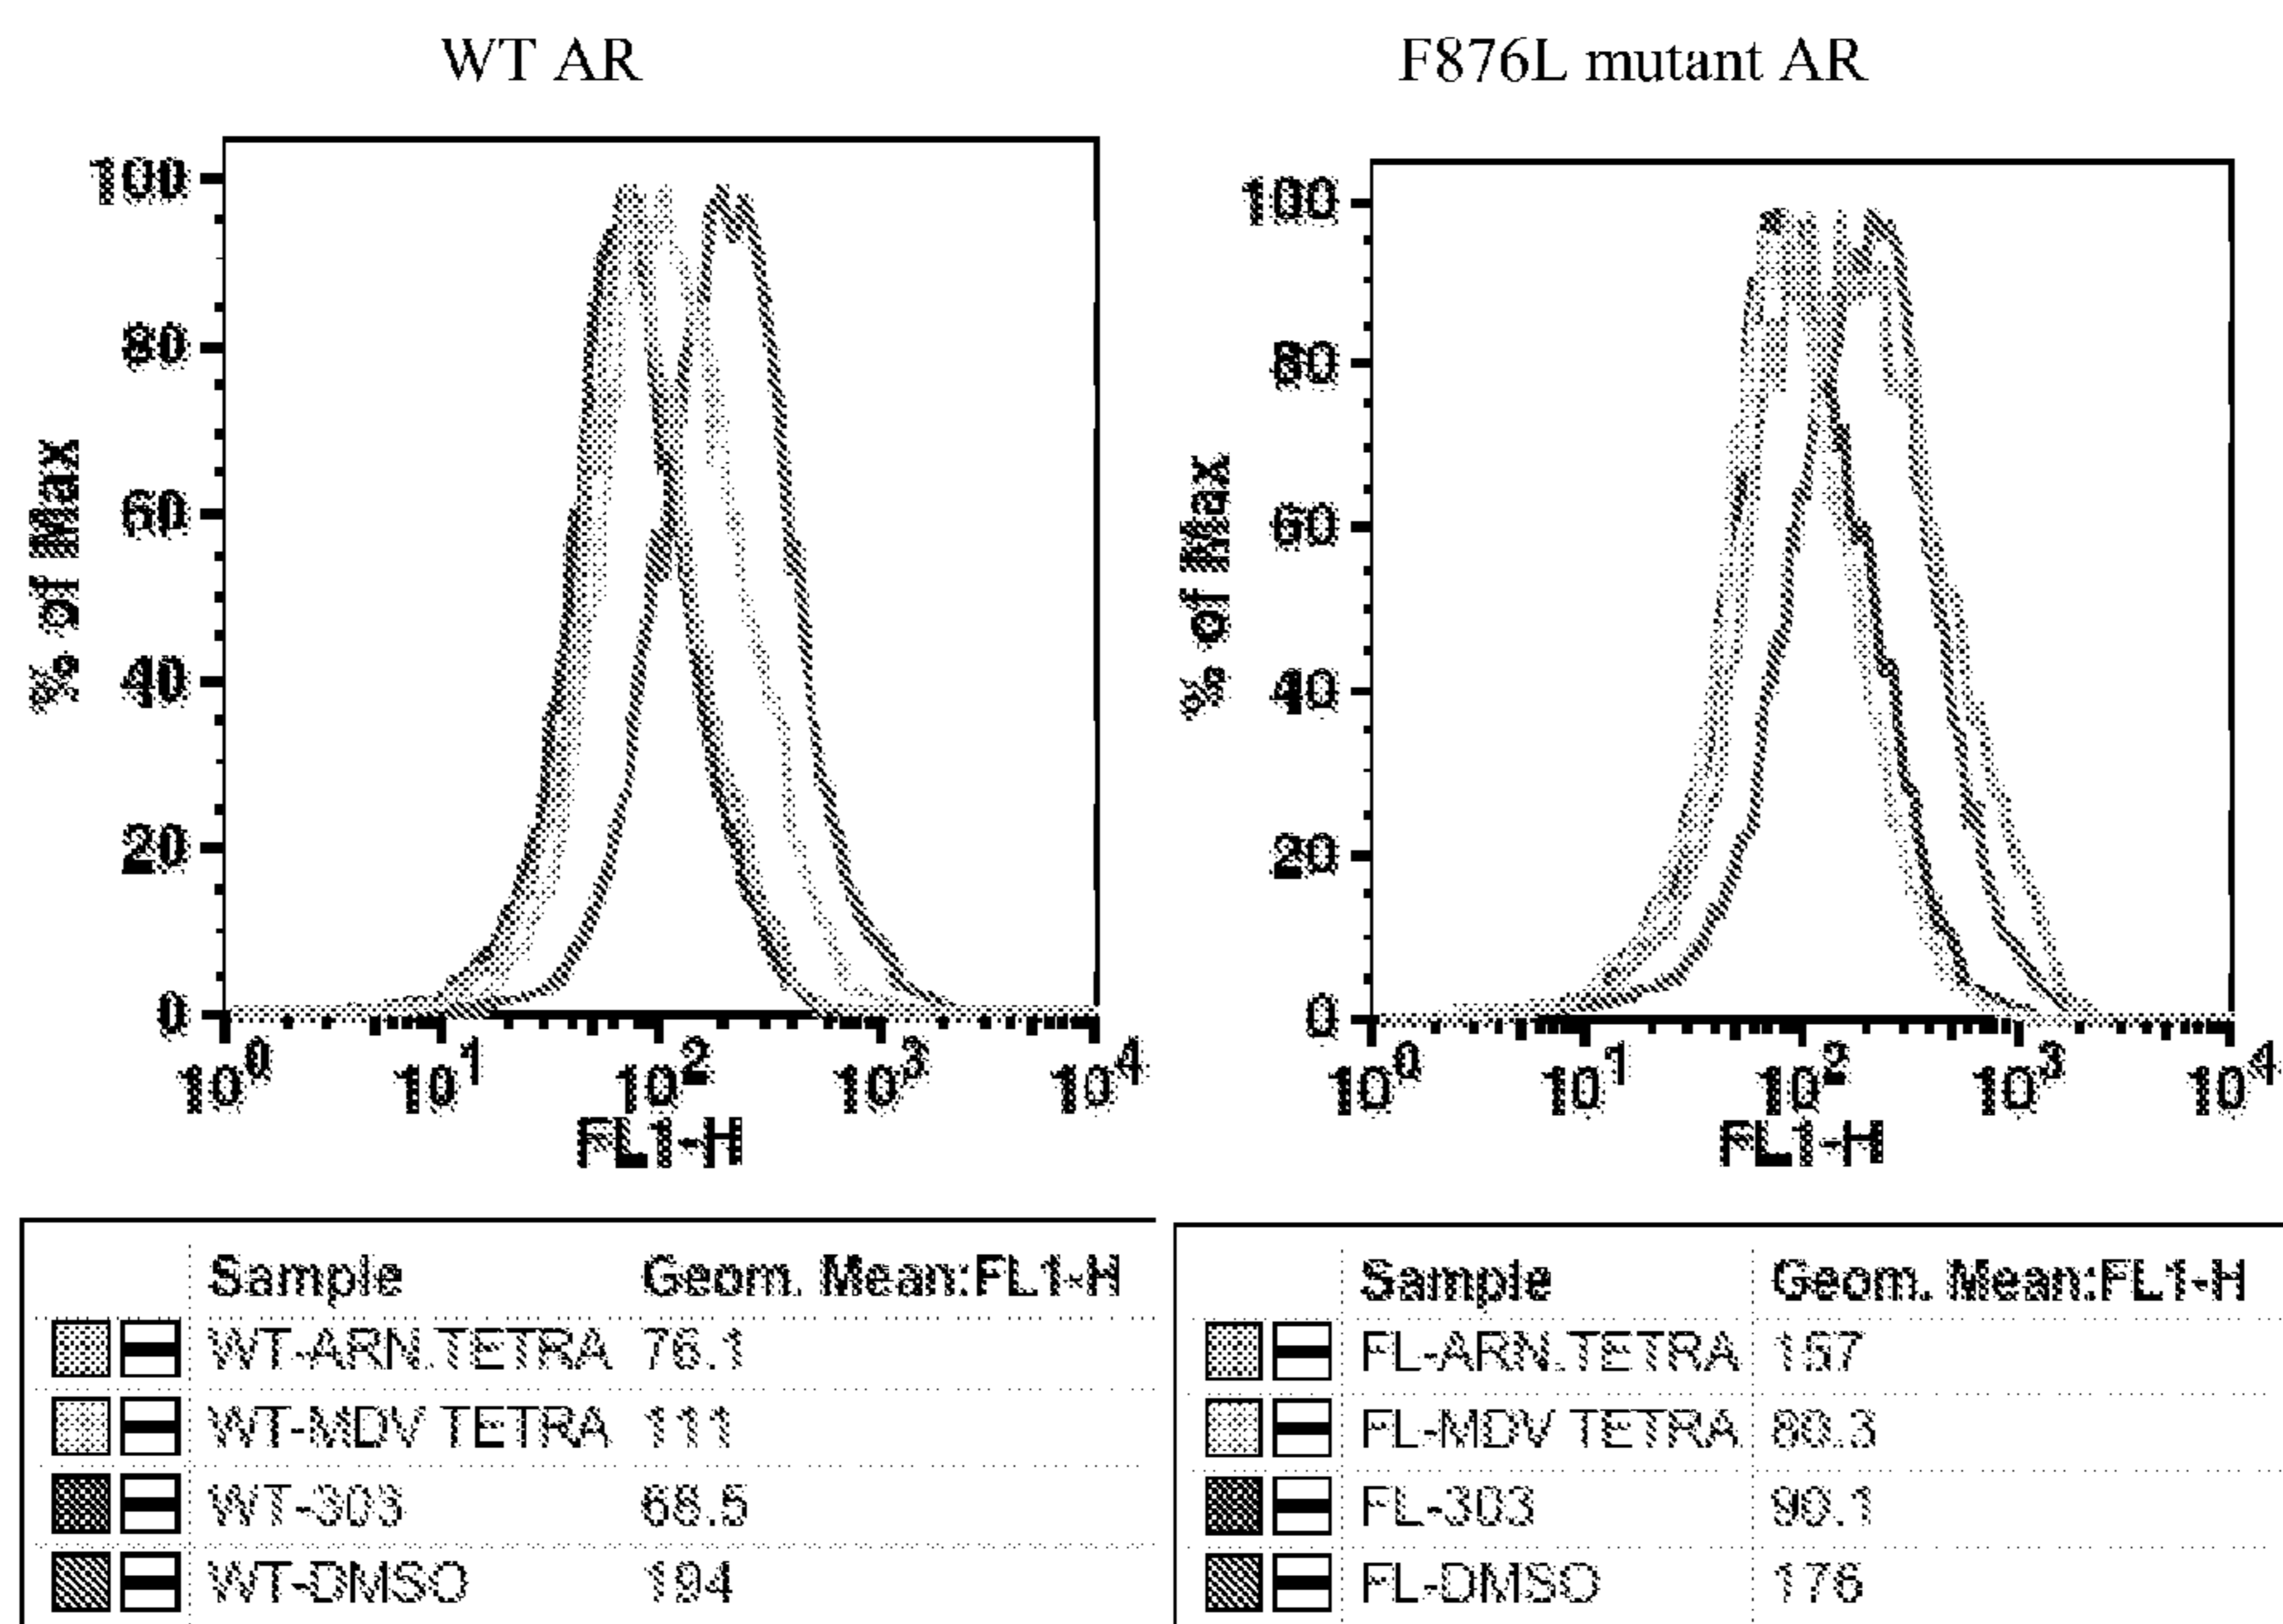 WT AR
F876L mutant AR
100
80
60
40
20
0
% of Max
10^0 10^1 10^2 10^3 10^4
FL1-H
100
80
60
40
20
0
% of Max
10^0 10^1 10^2 10^3 10^4
FL1-H
Sample Geom. Mean:FL1-H
WT-ARN.TETRA 76.1
WT-MDV TETRA 111
WT-303 68.5
WT-DMSO 194
Sample Geom. Mean:FL1-H
FL-ARN.TETRA 157
FL-MDV TETRA 80.3
FL-303 90.1
FL-DMSO 176